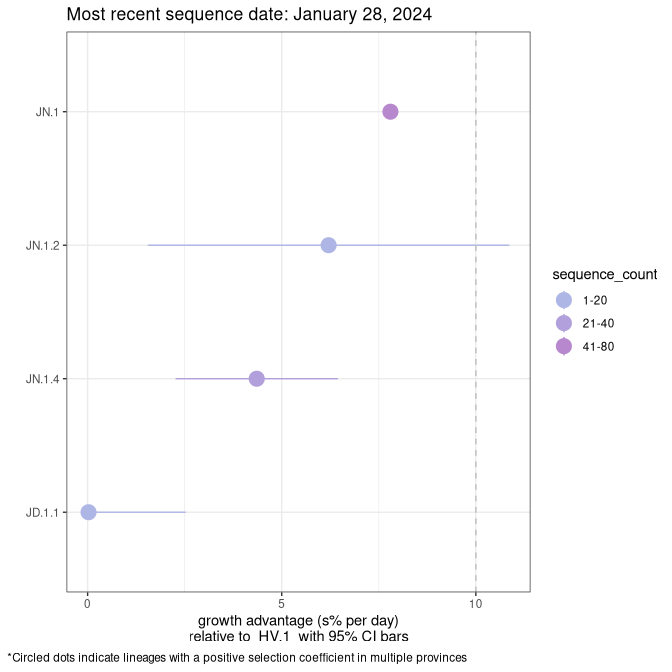 Most recent sequence date: January 28, 2024
JN.1
JN.1.2
JN.1.4
JD.1.1
0
5
10
growth advantage (s% per day)
relative to  HV.1  with 95% CI bars
sequence_count
1-20
21-40
41-80
*Circled dots indicate lineages with a positive selection coefficient in multiple provinces